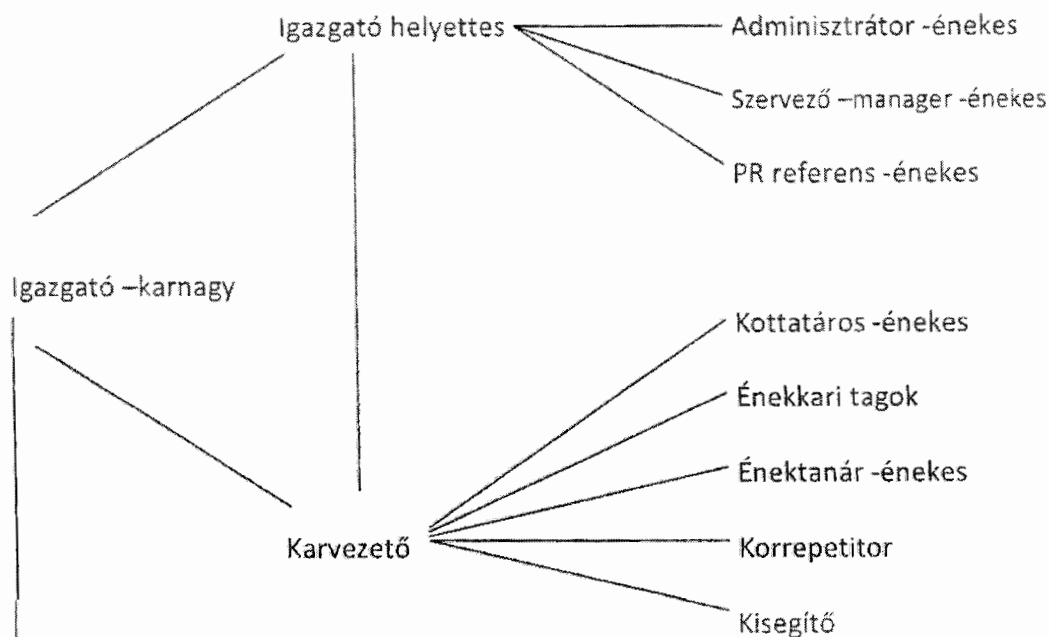 Igazgató helyettes
Adminisztrátor -énekes
Szervező –manager -énekes
PR referens -énekes
Igazgató –karnagy
Kottatáros -énekes
Énekkari tagok
Énektanár -énekes
Karvezető
Korrepetitor
Kisegítő